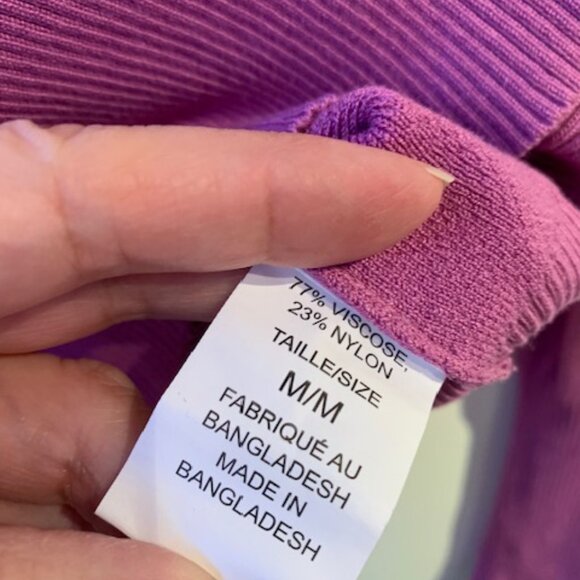 77% VISCOSE,
23% NYLON
TAILLE/SIZE
M/M
FABRIQUÉ AU
BANGLADESH
MADE IN
BANGLADESH